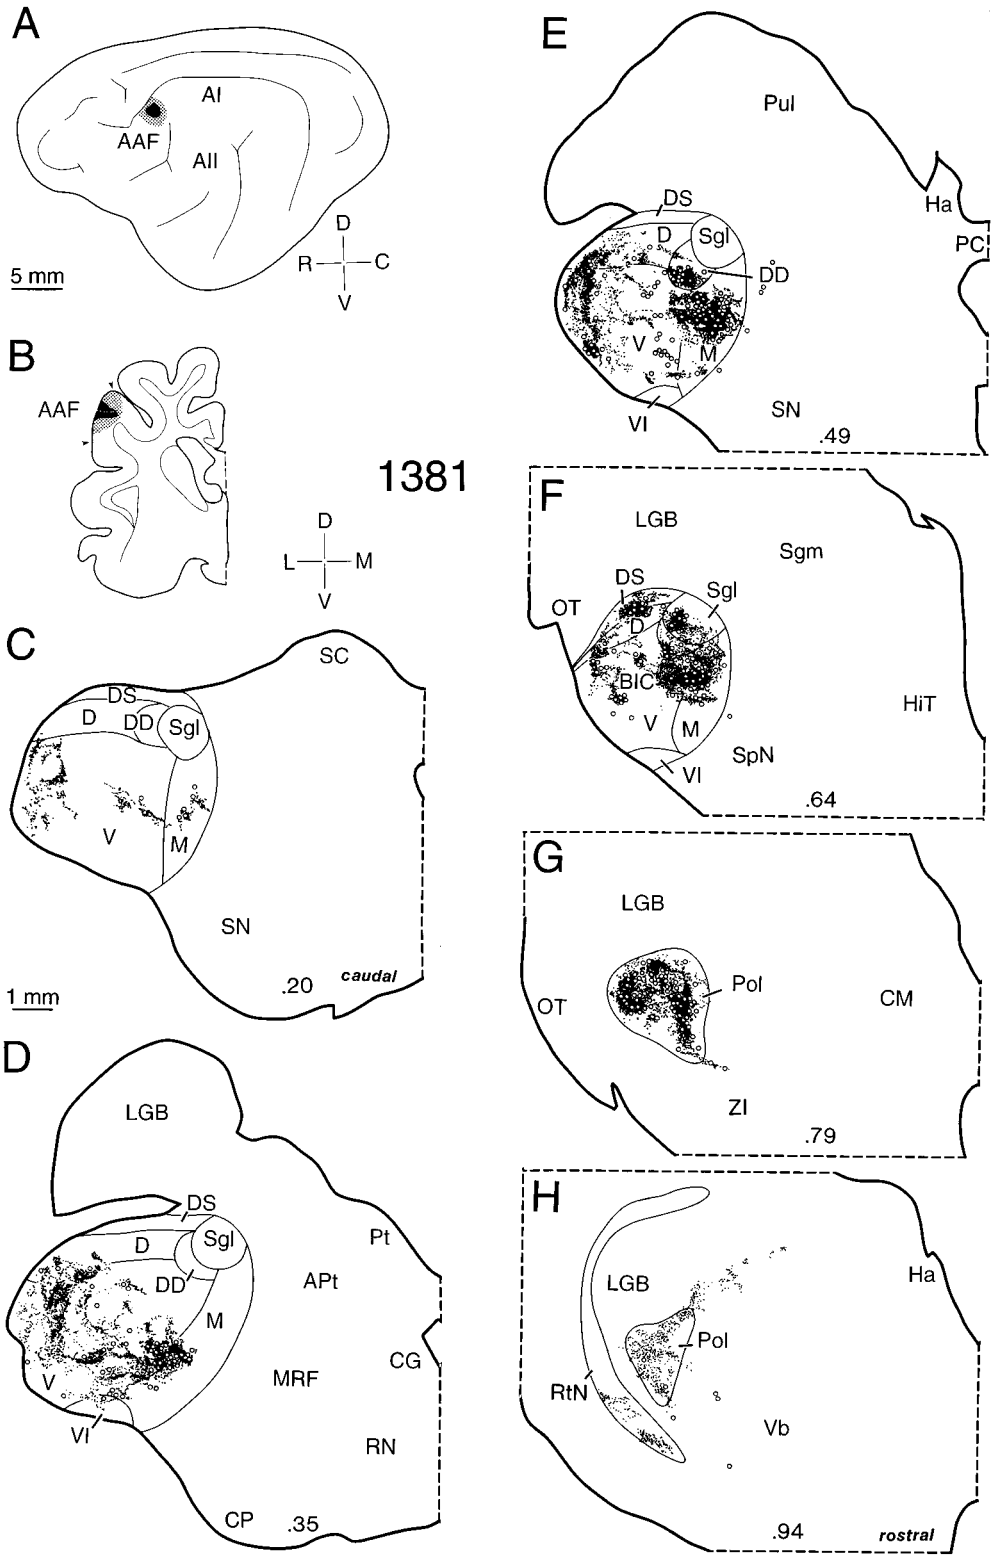 A
AI
AAF
AII
D
R C
V
5 mm
B
AAF
1381
D
L M
V
C
SC
DS
D DD Sgl
V M
SN
.20 caudal
1 mm
D
LGB
DS
D Sgl
DD
M
V
VI
Pt
APt
CG
MRF
RN
CP .35
E
Pul
Ha
PC
DS
D Sgl
DD
V M
VI
SN
.49
F
LGB
Sgm
DS Sgl
OT
D
BIC
V M
VI
HiT
SpN
.64
G
LGB
Pol
OT
CM
ZI
.79
H
LGB
Ha
Pol
RtN
Vb
.94 rostral